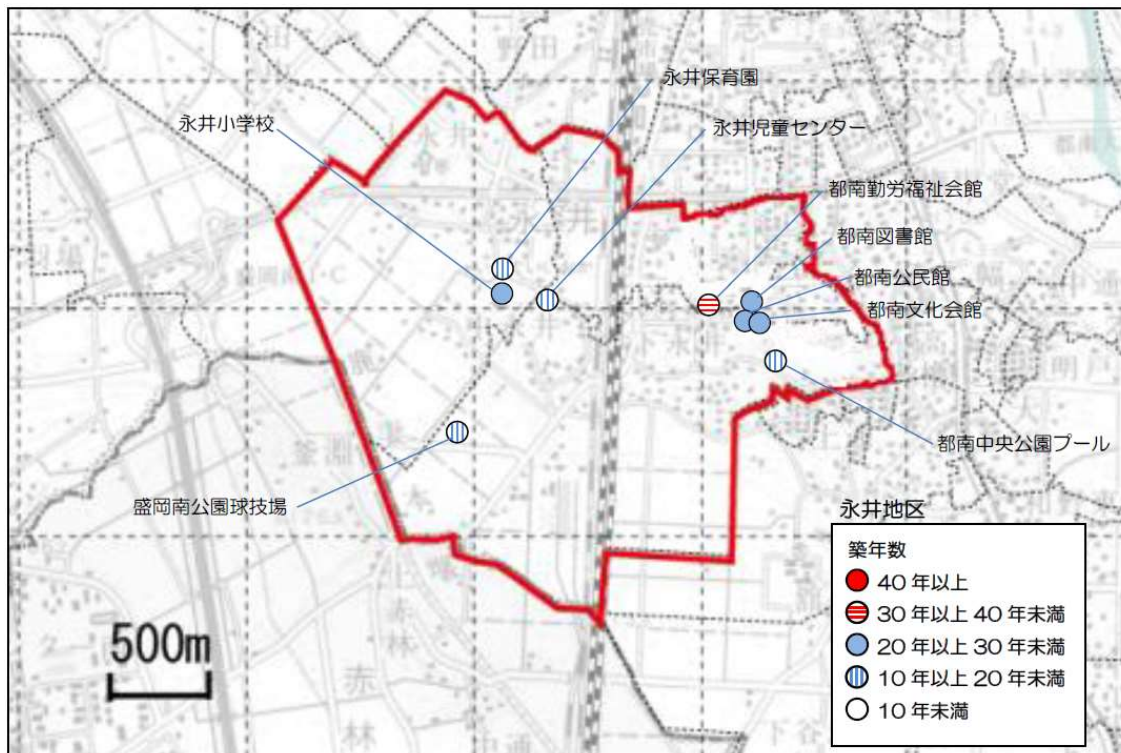 永井保育園
永井小学校
永井児童センター
都南勤労福祉会館
都南図書館
都南公民館
都南文化会館
都南中央公園プール
盛岡南公園球技場
永井地区
築年数
40年以上
30年以上 40年未満
20年以上 30年未満
10年以上 20年未満
10年未満
500m